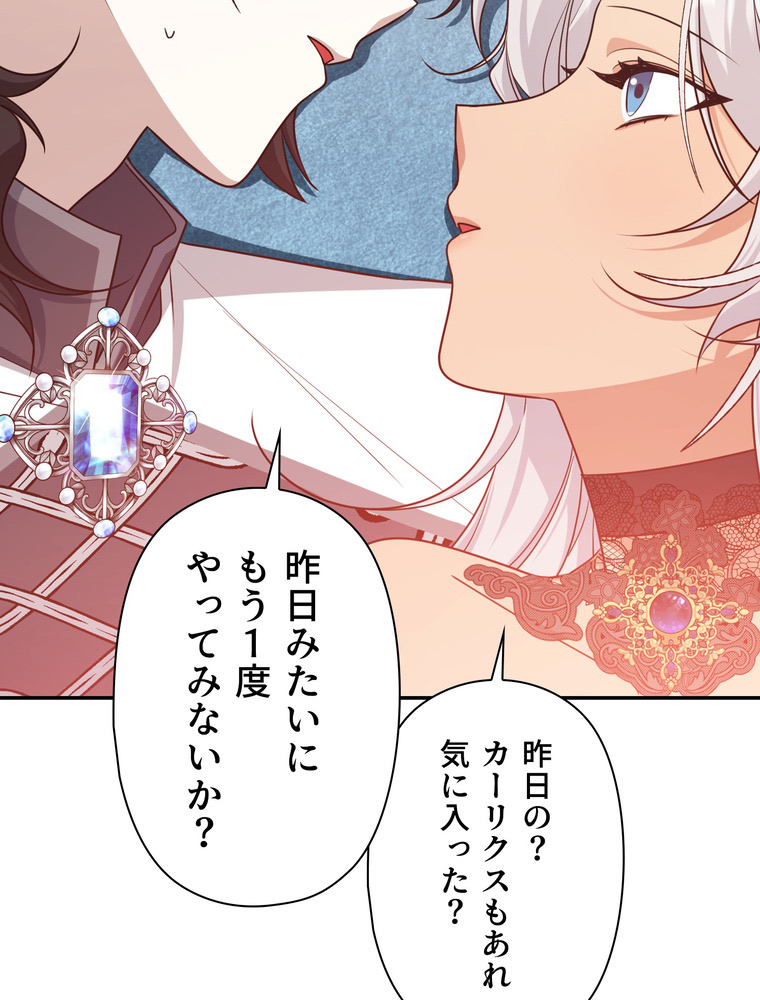 昨日みたいに
もう1度
やってみないか？
昨日の？
カーリクスもあれ
気に入った？